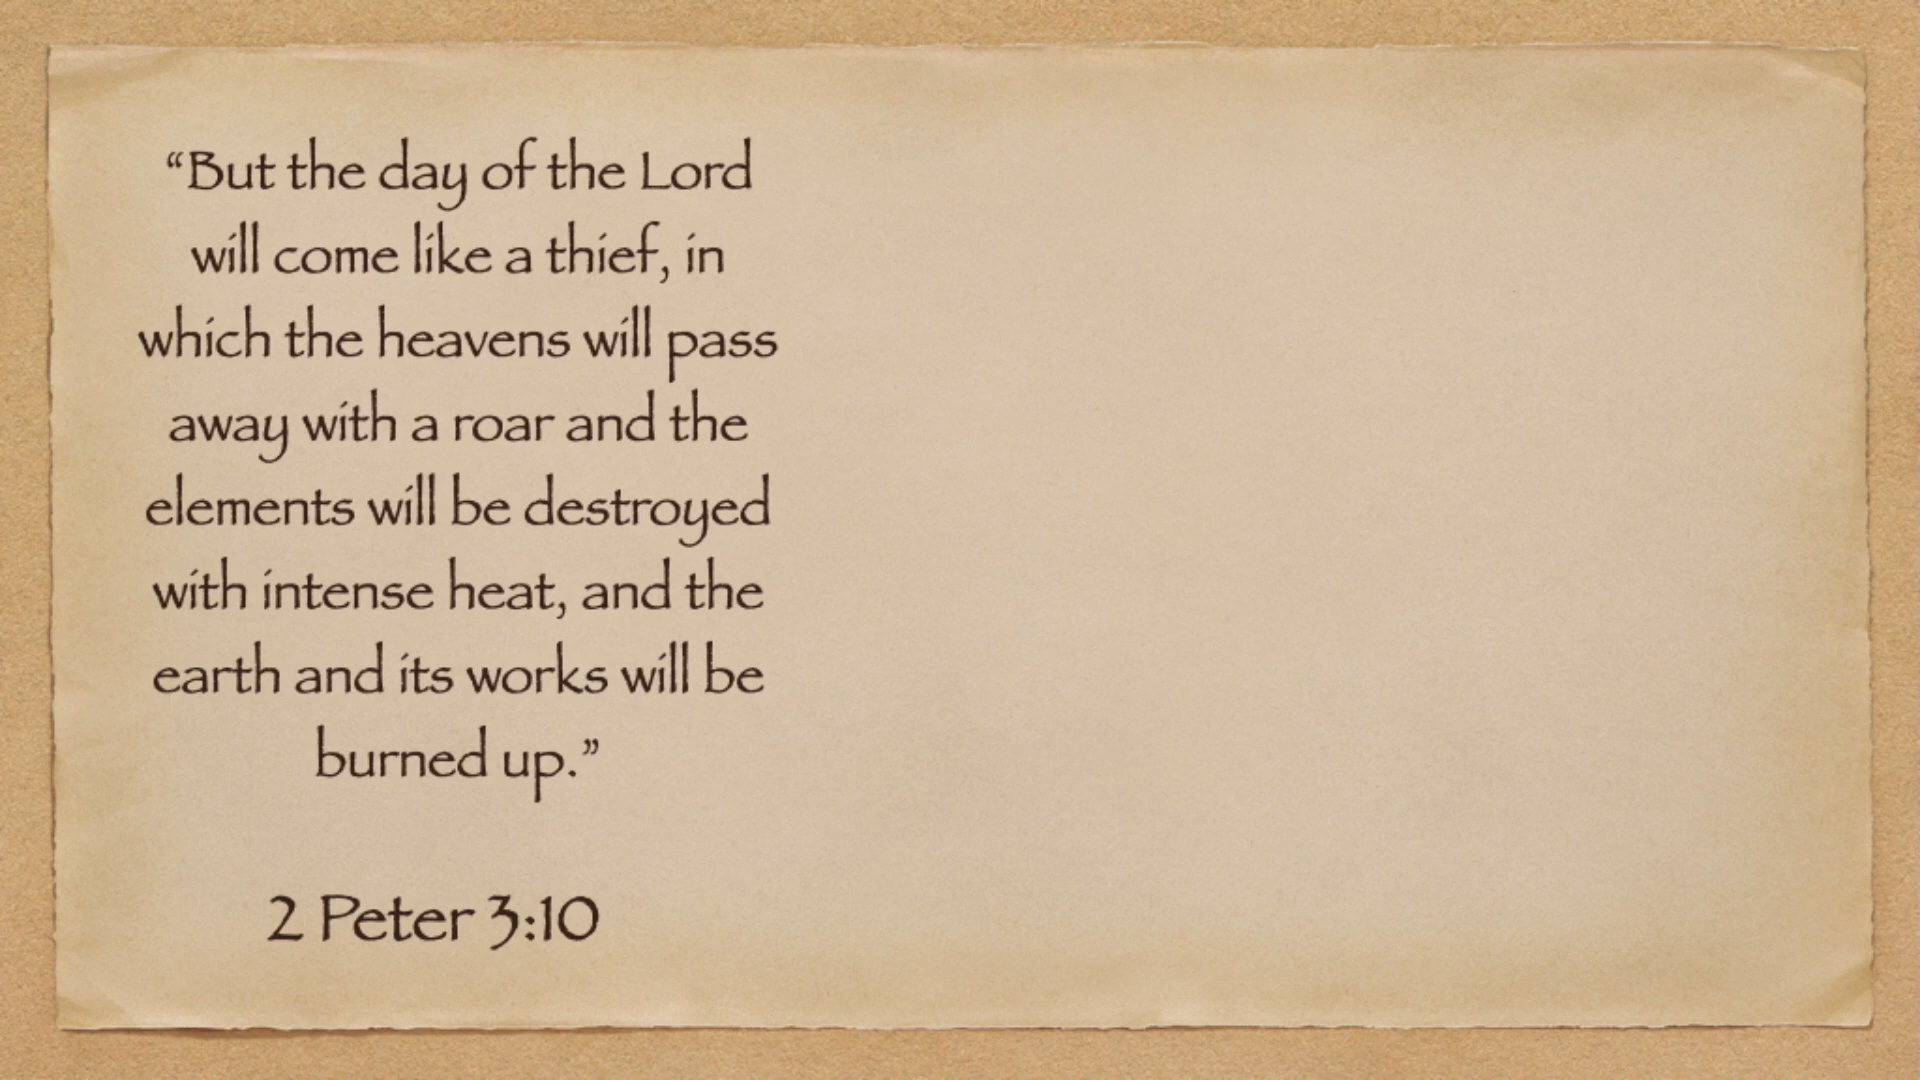 “But the day of the Lord
will come like a thief, in
which the heavens will pass
away with a roar and the
elements will be destroyed
with intense heat, and the
earth and its works will be
burned up.”
2 Peter 3:10